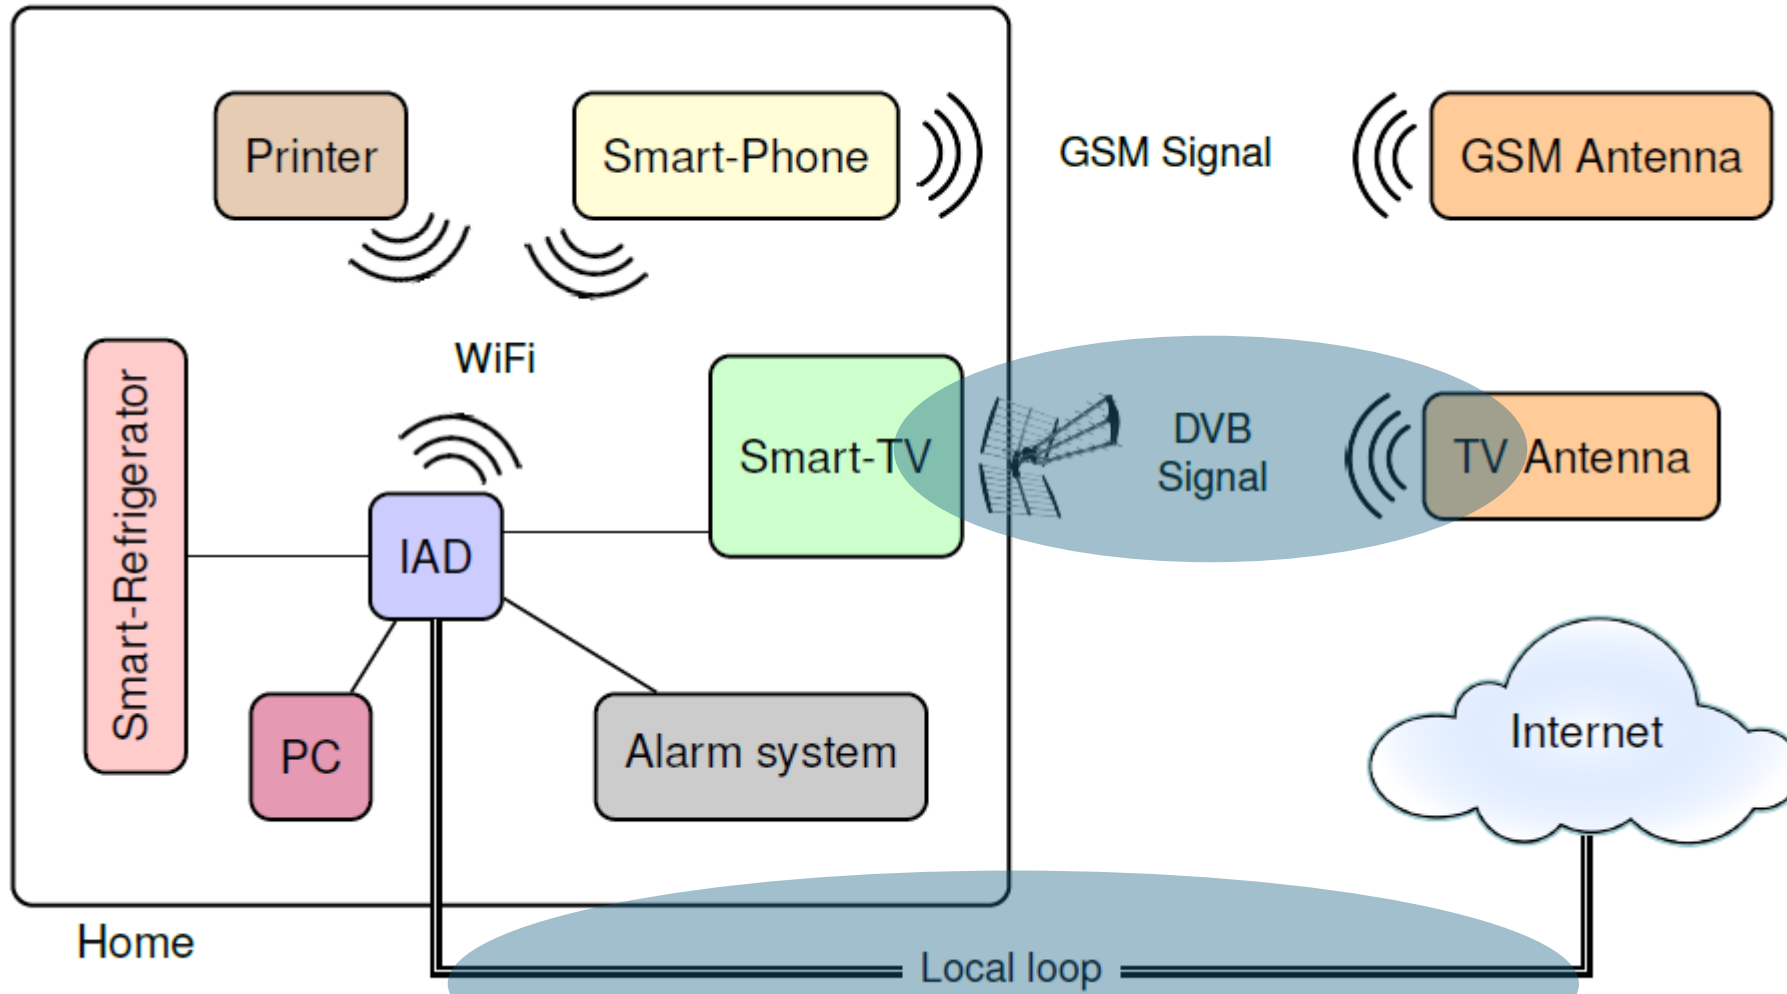 Printer
Smart-Phone
GSM Signal
GSM Antenna
WiFi
Smart-Refrigerator
Smart-TV
DVB
Signal
TV Antenna
IAD
PC
Alarm system
Internet
Home
Local loop